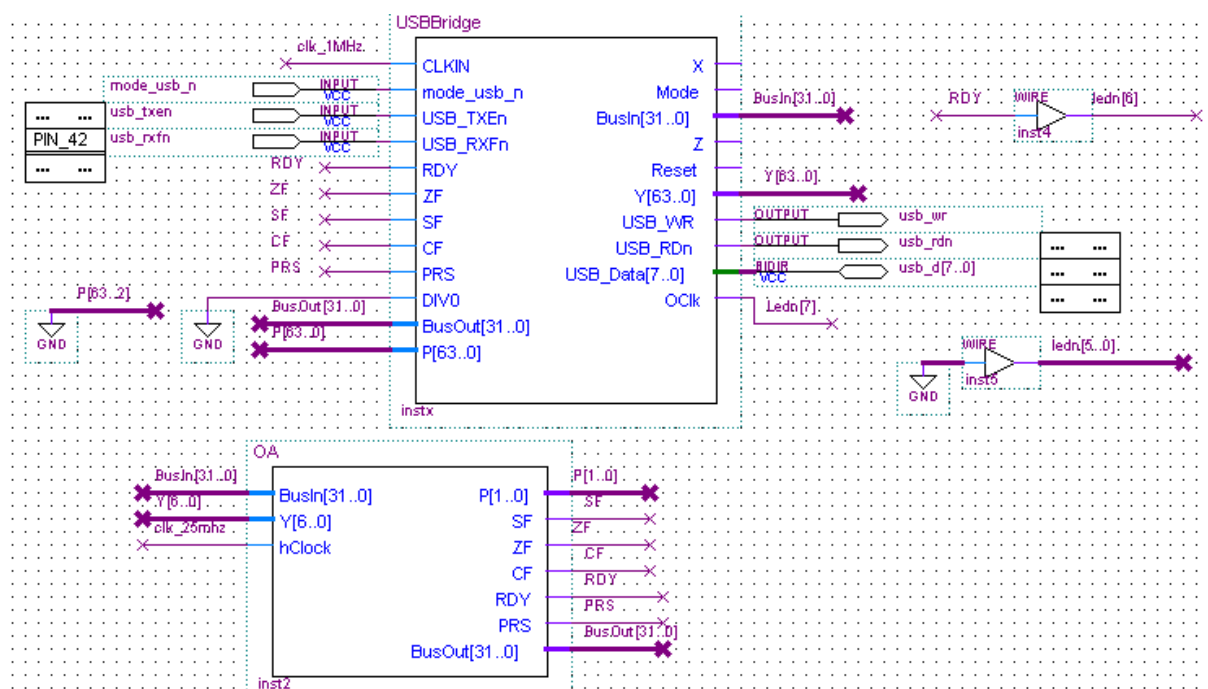 USBBridge
clk_1MHz
CLKIN
X
mode_usb_n
INPUT
VCC
mode_usb_n
Mode
BusIn[31..0]
RDY
WIRE
ledn[6]
inst4
... ...
usb_txen
INPUT
VCC
USB_TXEn
BusIn[31..0]
PIN_42
usb_rxfn
INPUT
VCC
USB_RXFn
Z
... ...
RDY
RDY
Reset
Y[63..0]
ZF
ZF
Y[63..0]
SF
SF
USB_WR
OUTPUT
usb_wr
CF
CF
USB_RDn
OUTPUT
usb_rdn
... ...
PRS
PRS
USB_Data[7..0]
BIDIR
VCC
usb_d[7..0]
... ...
P[63..2]
DIV0
OClk
Ledn[7]
... ...
GND
GND
BusOut[31..0]
BusOut[31..0]
P[63..0]
P[63..0]
WIRE
ledn[5..0]
inst5
GND
instx
OA
BusIn[31..0]
BusIn[31..0]
P[1..0]
P[1..0]
Y[6..0]
Y[6..0]
SF
SF
clk_25mhz
hClock
ZF
ZF
CF
CF
RDY
RDY
PRS
PRS
BusOut[31..0]
BusOut[31..0]
inst2